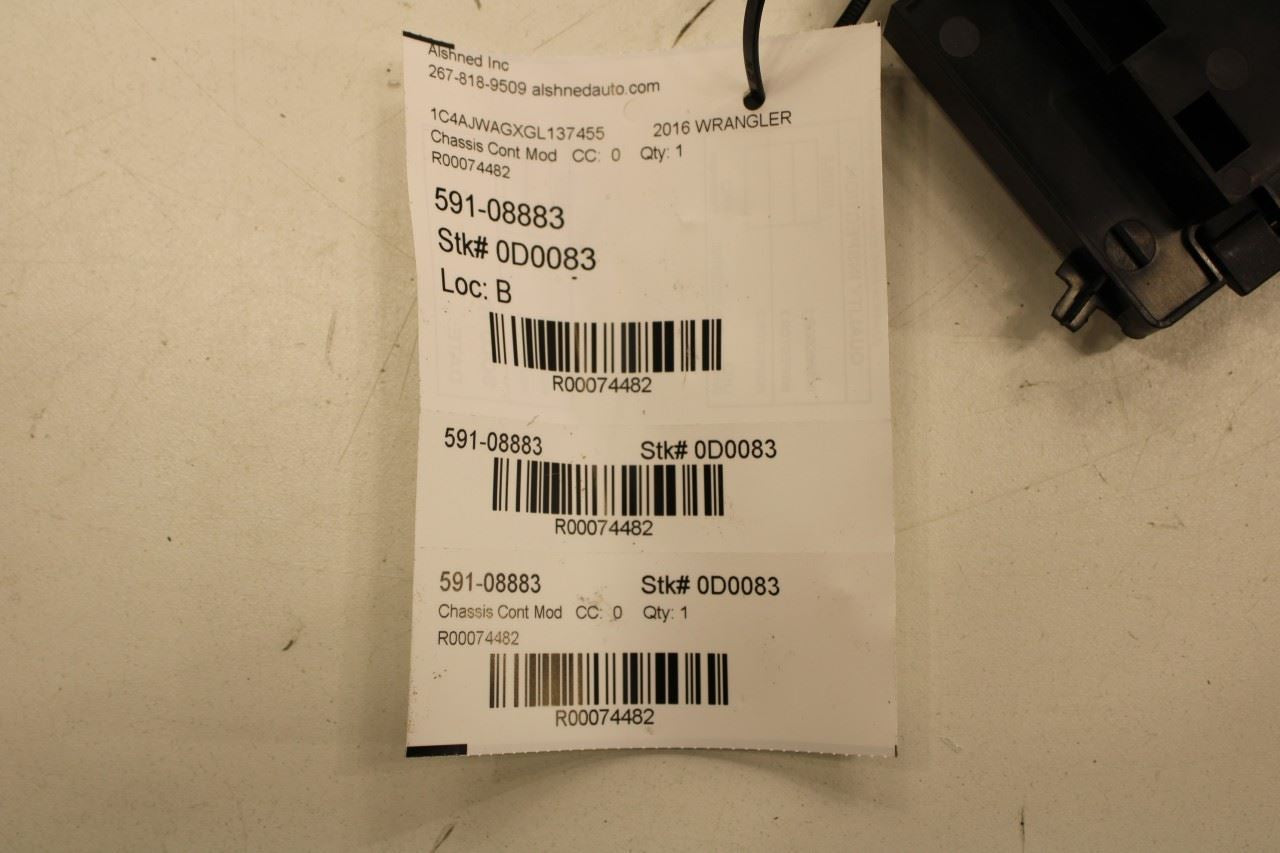 Alshned Inc
267-818-9509 alshnedauto.com
1C4AJWAGXGL137455 2016 WRANGLER
Chassis Cont Mod CC: 0 Qty: 1
R00074482
591-08883
Stk# 0D0083
Loc: B
R00074482
591-08883 Stk# 0D0083
R00074482
591-08883 Stk# 0D0083
Chassis Cont Mod CC: 0 Qty: 1
R00074482
R00074482